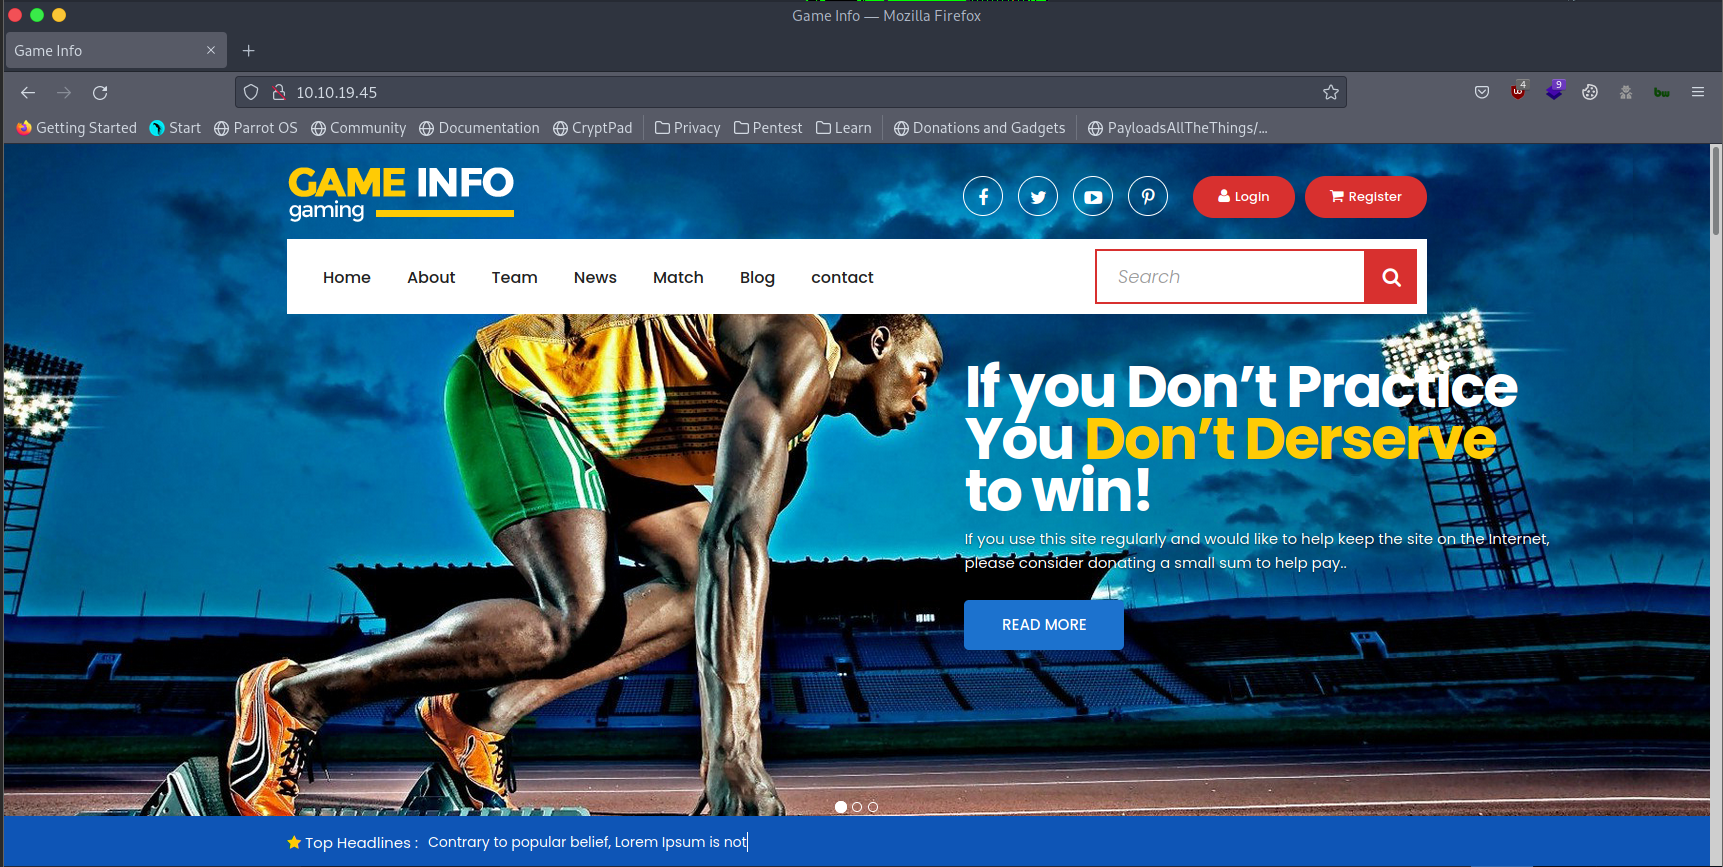 Game Info — Mozilla Firefox
Game Info
10.10.19.45
4
9
Getting Started Start Parrot OS Community Documentation CryptPad Privacy Pentest Learn Donations and Gadgets PayloadsAllTheThings/...
GAME INFO
gaming
Login Register
Home About Team News Match Blog contact
Search
If you Don't Practice
You Don't Derserve
to win!
If you use this site regularly and would like to help keep the site on the Internet,
please consider donating a small sum to help pay..
READ MORE
Top Headlines : Contrary to popular belief, Lorem Ipsum is not